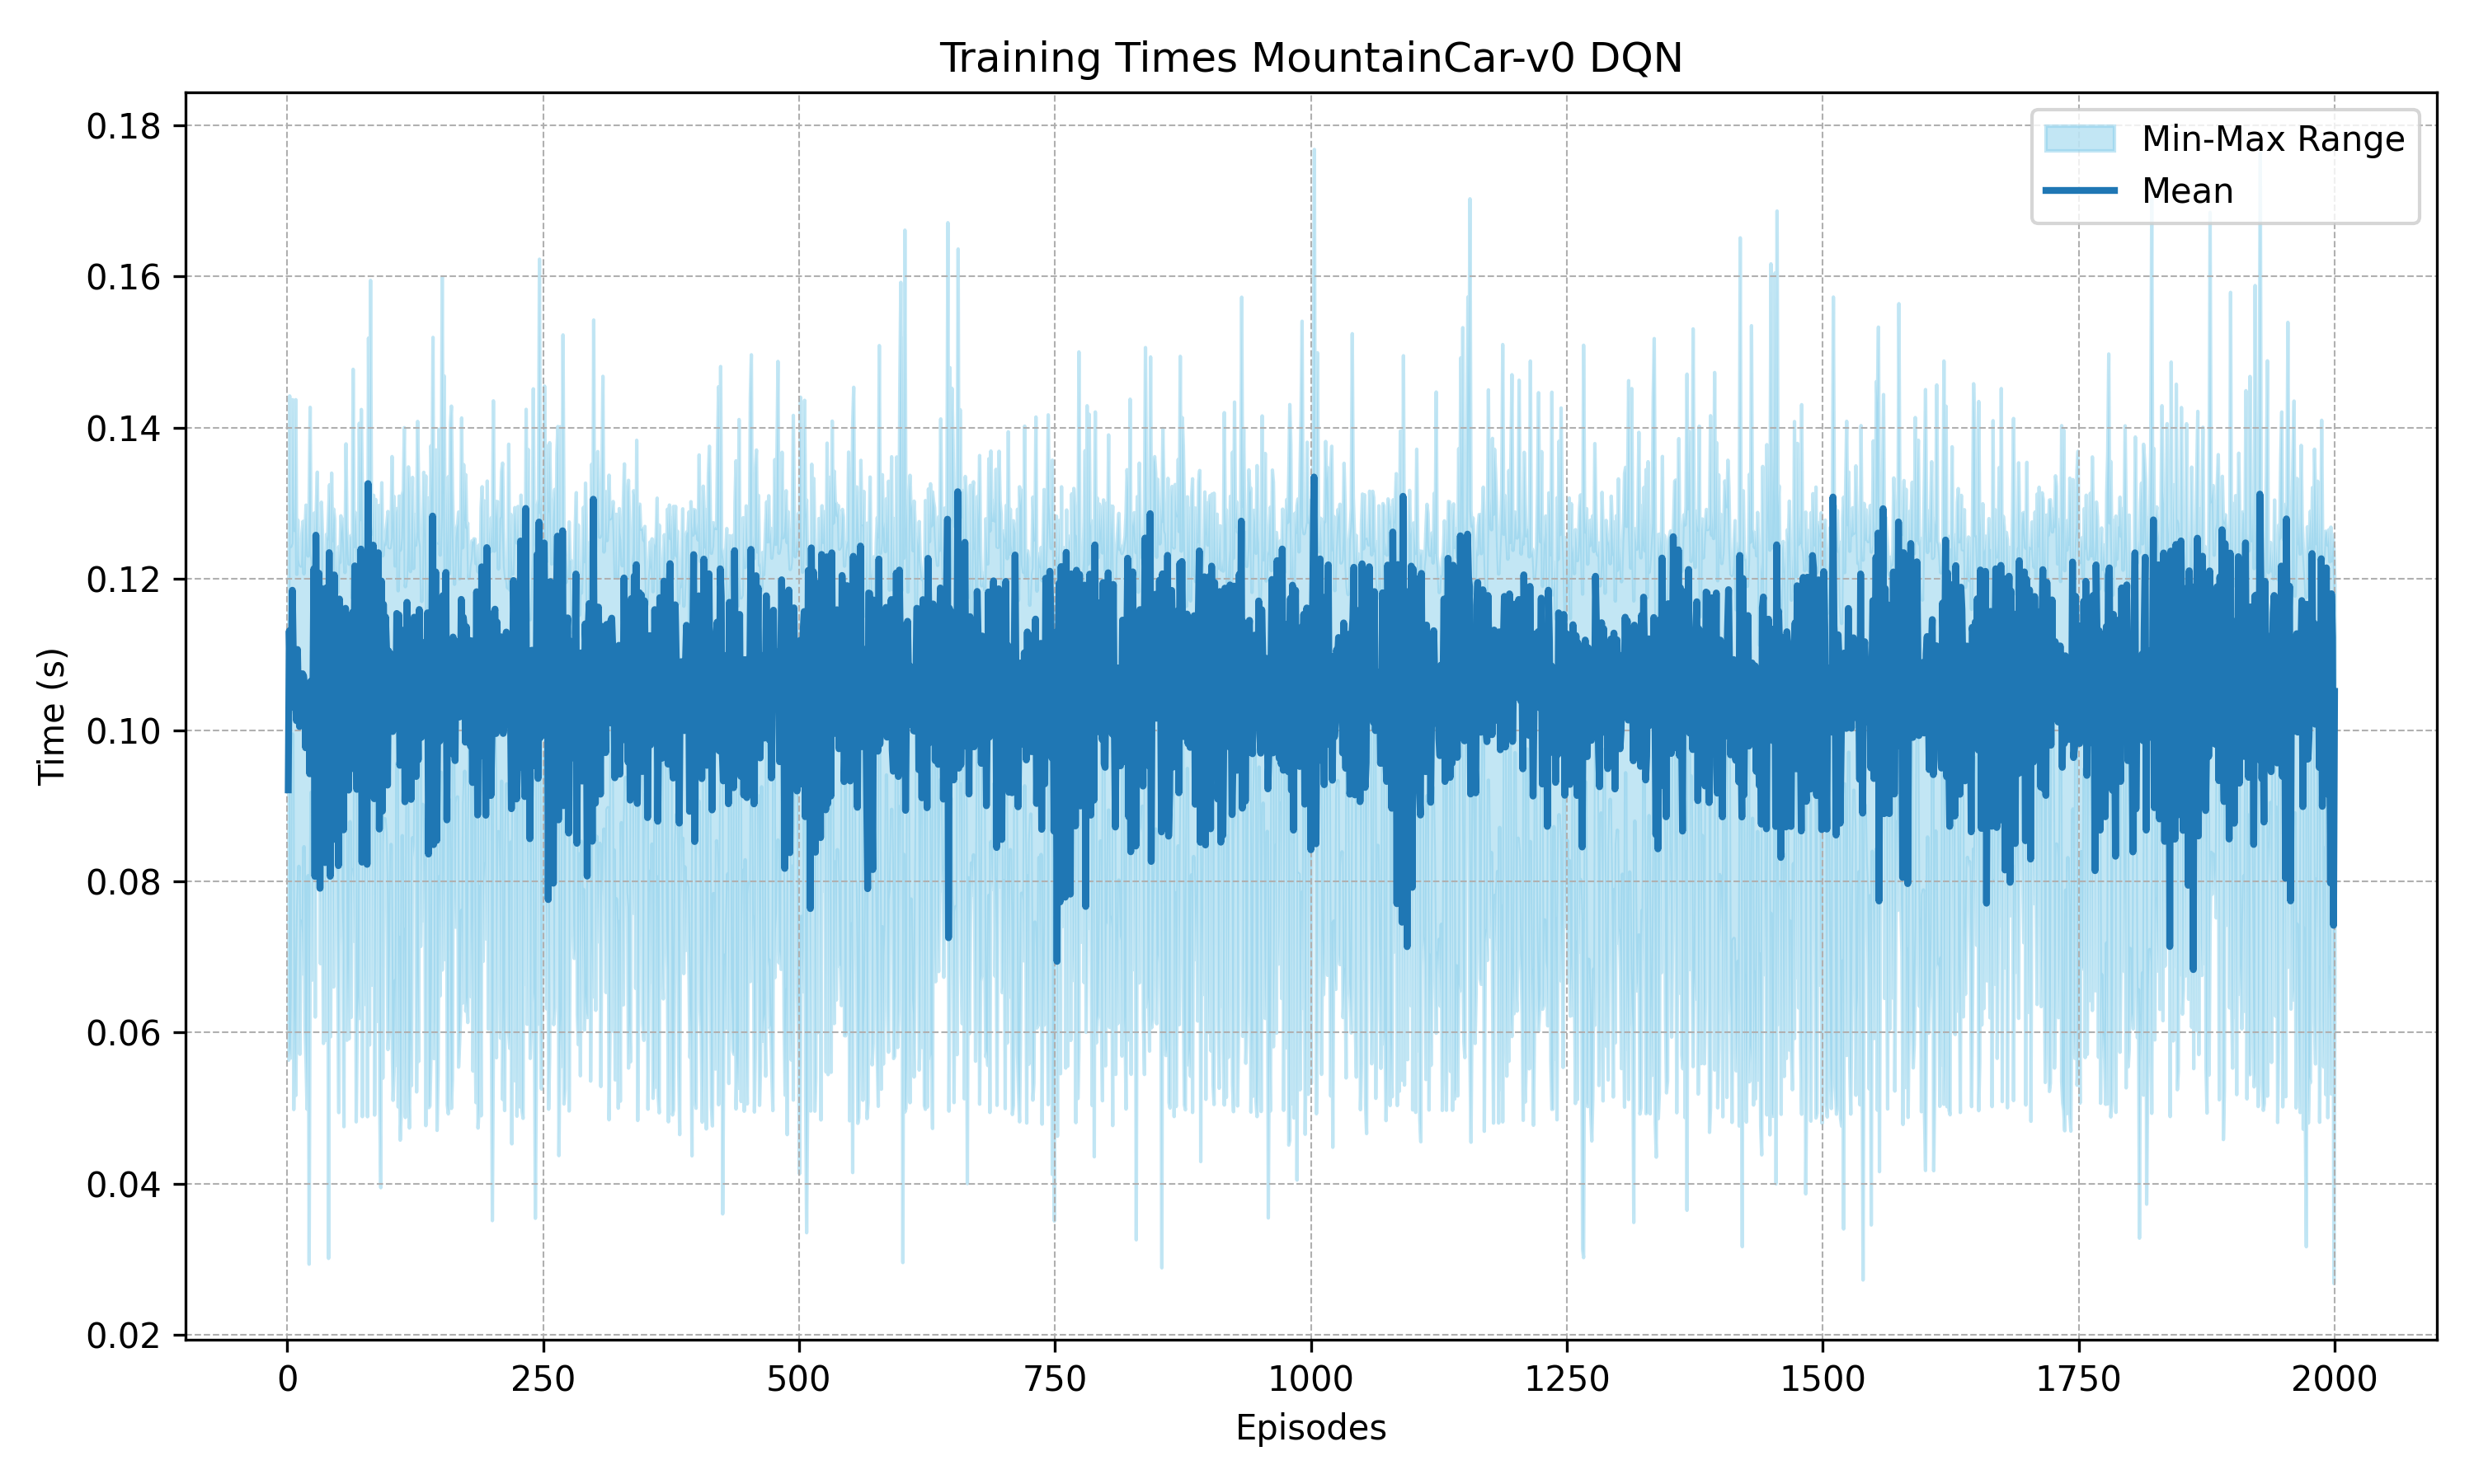 Training Times MountainCar-v0 DQN
Min-Max Range
Mean
Time (s)
0.18
0.16
0.14
0.12
0.10
0.08
0.06
0.04
0.02
0 250 500 750 1000 1250 1500 1750 2000
Episodes